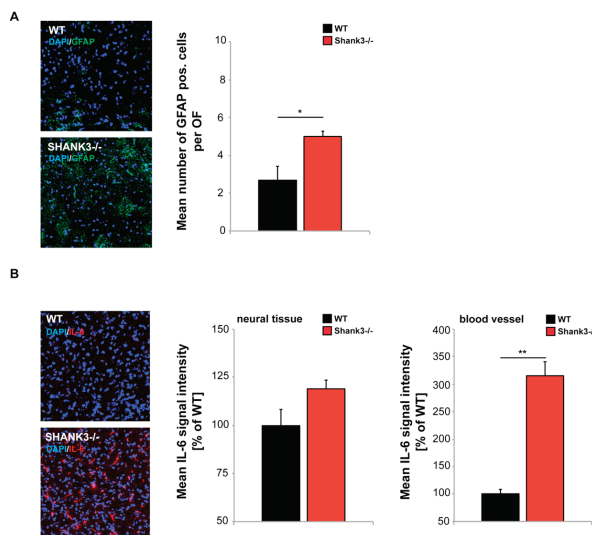 A
WT
DAPI/GFAP
SHANK3-/-
DAPI/GFAP
WT
Shank3-/-
Mean number of GFAP pos. cells
per OF
10
8
6
4
2
0
*
B
WT
DAPI/IL-6
SHANK3-/-
DAPI/IL-6
neural tissue
WT
Shank3-/-
Mean IL-6 signal intensity
[% of WT]
150
125
100
75
50
blood vessel
WT
Shank3-/-
Mean IL-6 signal intensity
[% of WT]
400
350
300
250
200
150
100
50
**